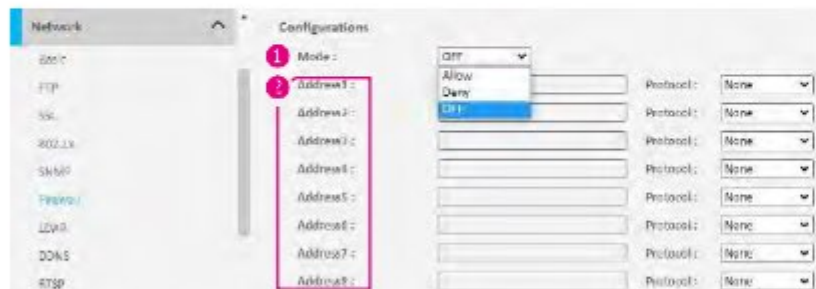 Network
Configurations
1 Mode : OFF
Allow
Deny
OFF
2 Address1 : Protocol : None
Address2 : Protocol : None
Address3 : Protocol : None
Address4 : Protocol : None
Address5 : Protocol : None
Address6 : Protocol : None
Address7 : Protocol : None
Address8 : Protocol : None
Basic
FTP
SSL
802.1x
SNMP
Firewall
LDAP
DDNS
RTSP